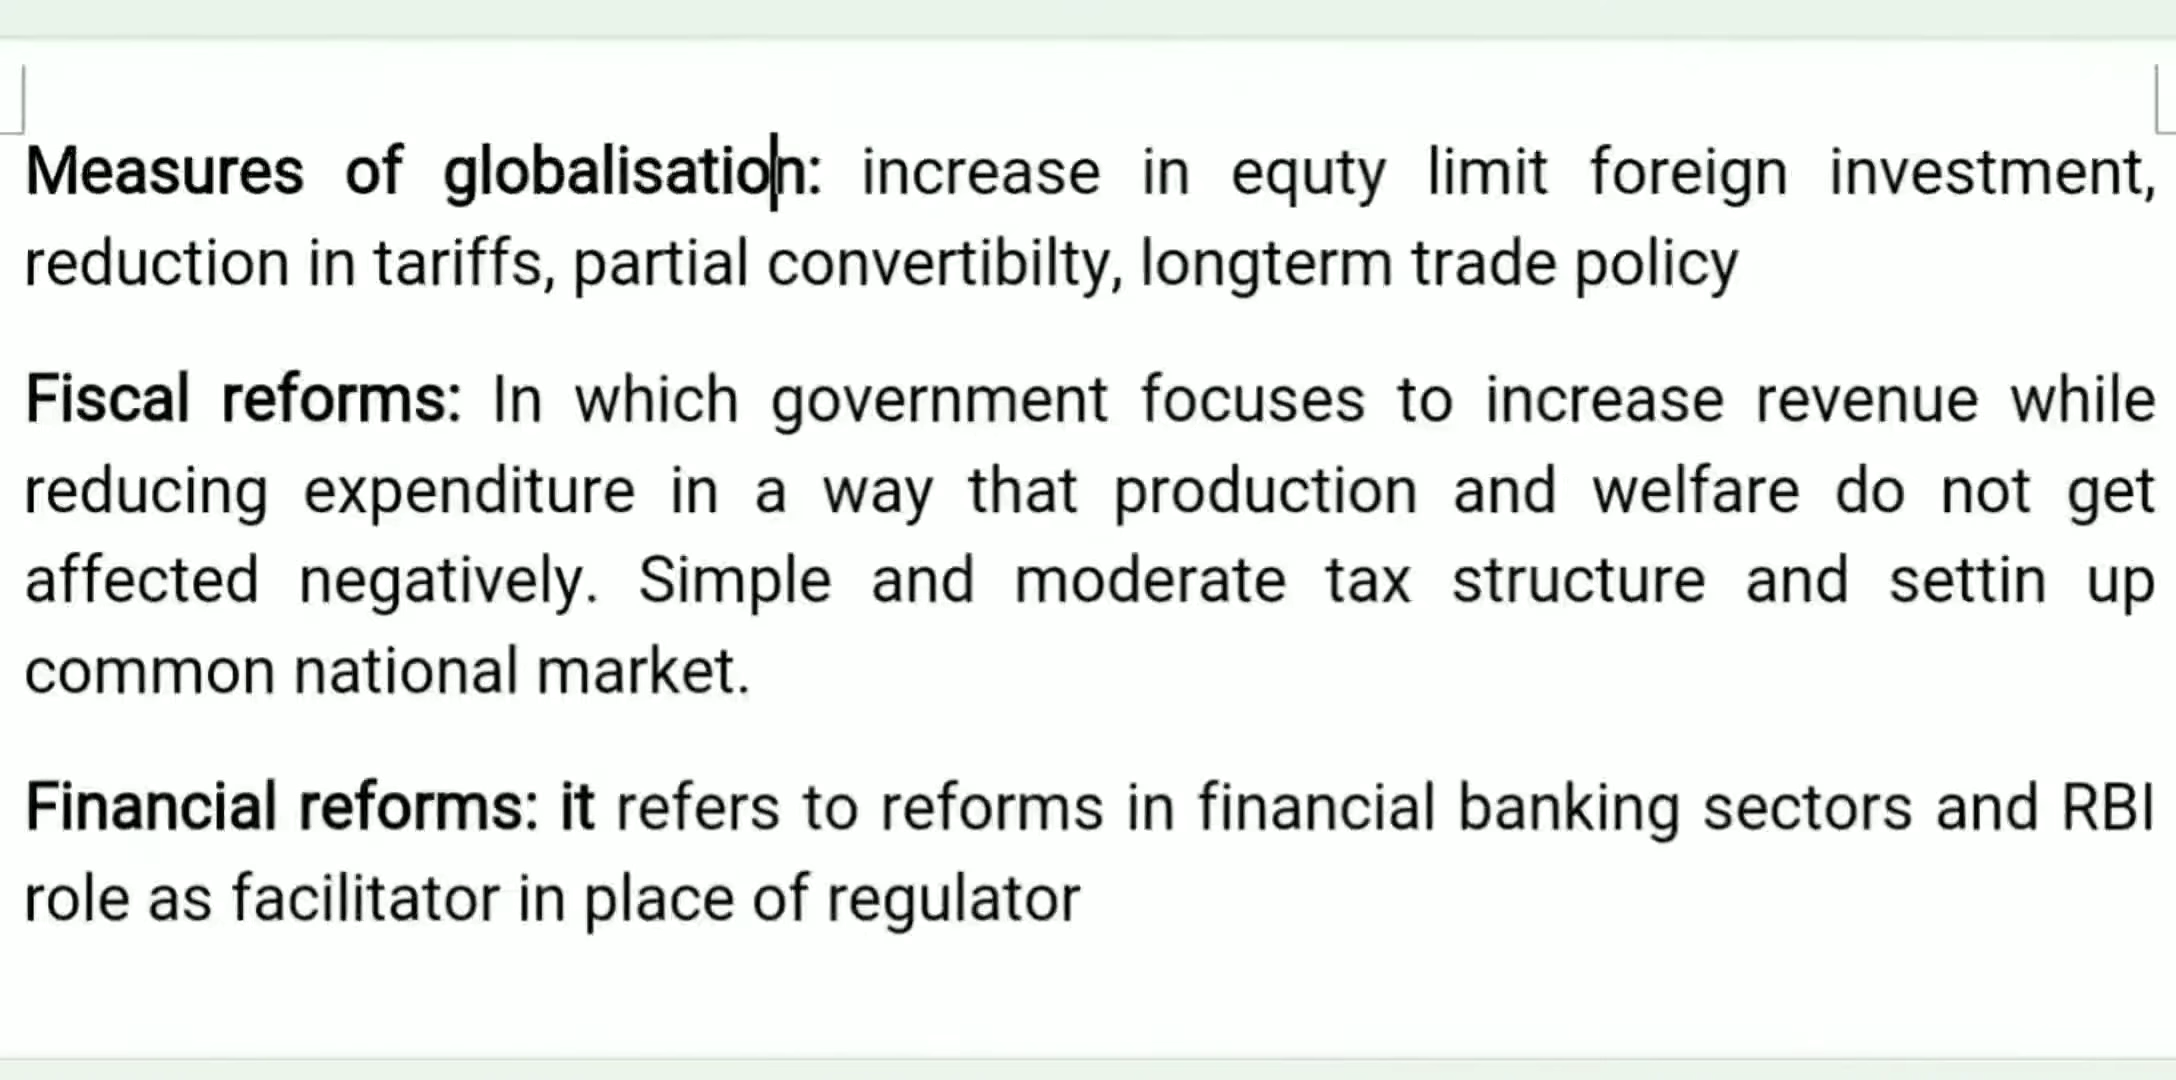 Measures of globalisation: increase in equty limit foreign investment,
reduction in tariffs, partial convertibilty, longterm trade policy
Fiscal reforms: In which government focuses to increase revenue while
reducing expenditure in a way that production and welfare do not get
affected negatively. Simple and moderate tax structure and settin up
common national market.
Financial reforms: it refers to reforms in financial banking sectors and RBI
role as facilitator in place of regulator